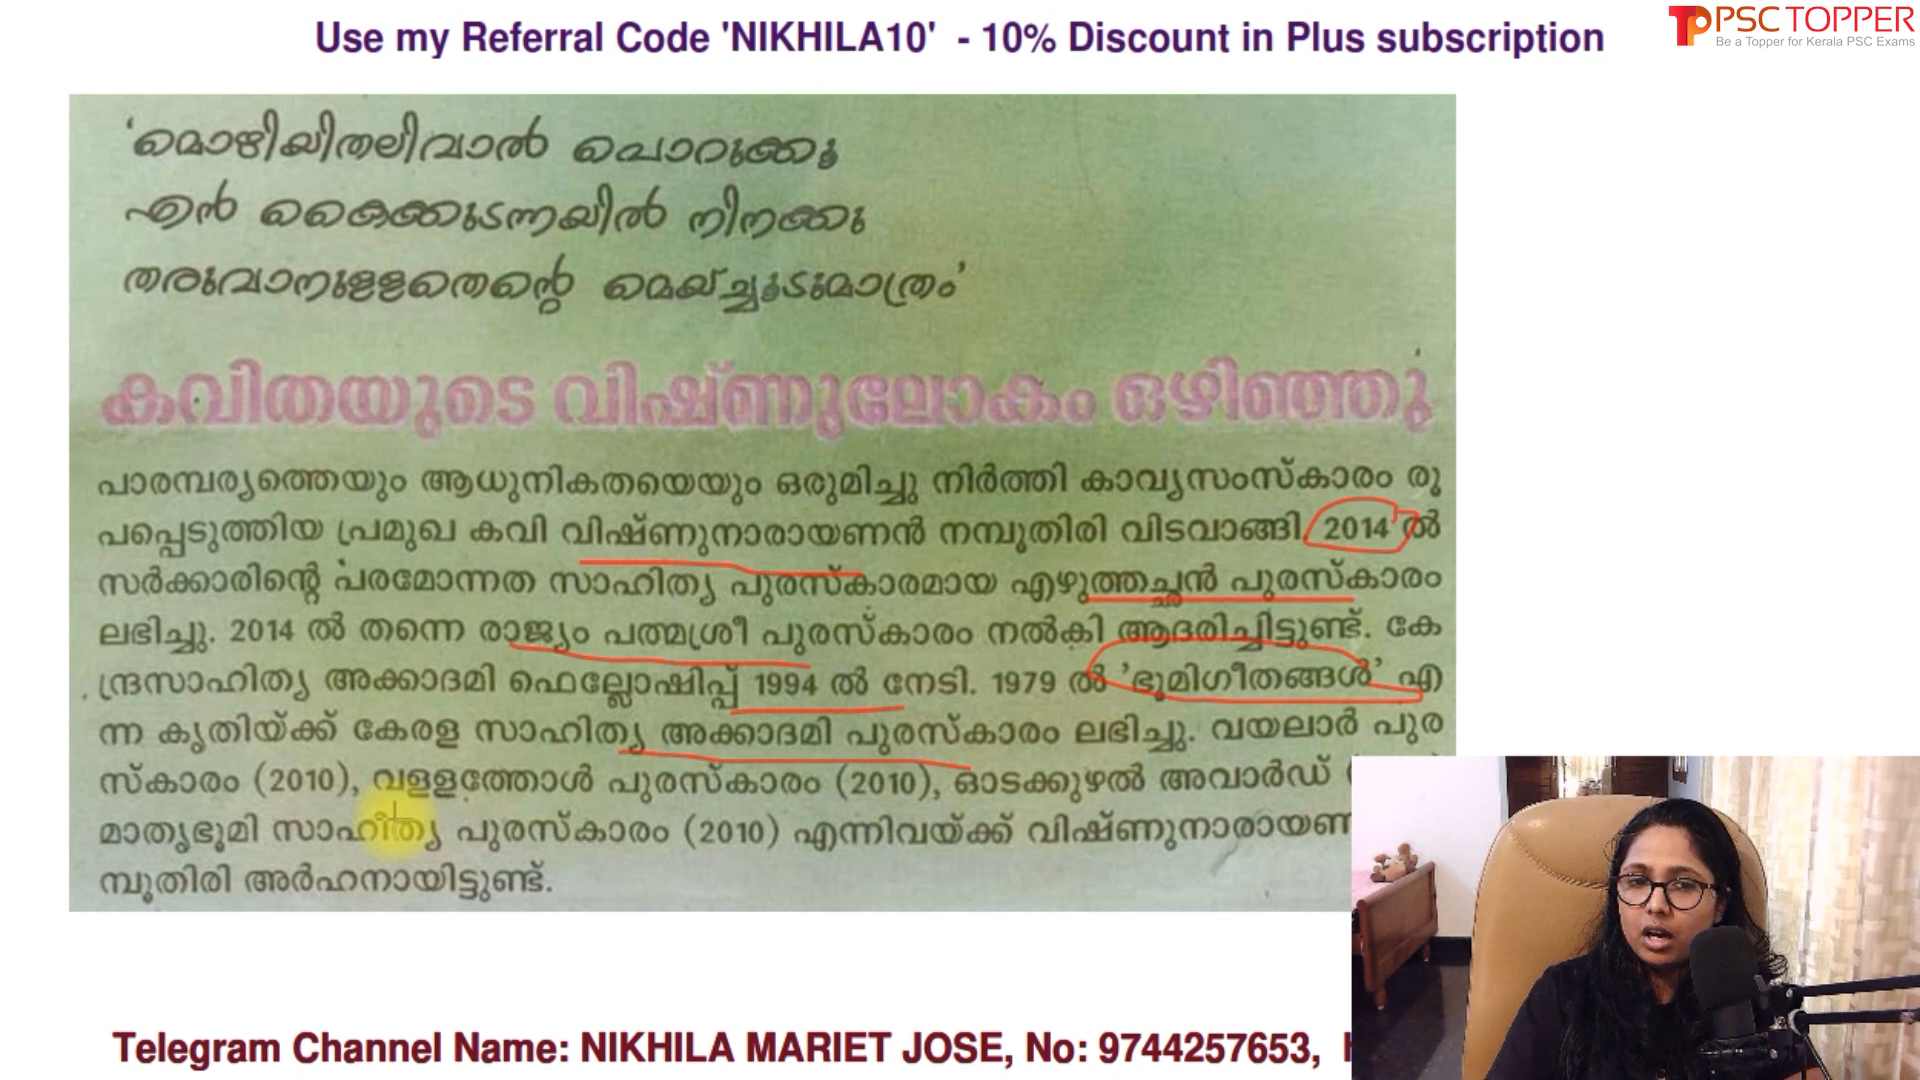 Use my Referral Code 'NIKHILA10' - 10% Discount in Plus subscription
PSC TOPPER
Be a Topper for Kerala PSC Exams
'മൊഴിയിതലിവാൽ പൊറുക്കൂ
എൻ കൈക്കുടന്നയിൽ നിനക്കു
തരുവാനുള്ളതെന്റെ മെയ്ച്ചൂടുമാത്രം'
കവിതയുടെ വിഷ്ണുലോകം ഒഴിഞ്ഞു
പാരമ്പര്യത്തെയും ആധുനികതയെയും ഒരുമിച്ചു നിർത്തി കാവ്യസംസ്കാരം രൂ
പപ്പെടുത്തിയ പ്രമുഖ കവി വിഷ്ണുനാരായണൻ നമ്പൂതിരി വിടവാങ്ങി. 2014 ൽ
സർക്കാരിന്റെ പരമോന്നത സാഹിത്യ പുരസ്കാരമായ എഴുത്തച്ഛൻ പുരസ്കാരം
ലഭിച്ചു. 2014 ൽ തന്നെ രാജ്യം പത്മശ്രീ പുരസ്കാരം നൽകി ആദരിച്ചിട്ടുണ്ട്. കേ
ന്ദ്രസാഹിത്യ അക്കാദമി ഫെല്ലോഷിപ്പ് 1994 ൽ നേടി. 1979 ൽ 'ഭൂമിഗീതങ്ങൾ' എ
ന്ന കൃതിയ്ക്ക് കേരള സാഹിത്യ അക്കാദമി പുരസ്കാരം ലഭിച്ചു. വയലാർ പുര
സ്കാരം (2010), വള്ളത്തോൾ പുരസ്കാരം (2010), ഓടക്കുഴൽ അവാർഡ്
മാതൃഭൂമി സാഹിത്യ പുരസ്കാരം (2010) എന്നിവയ്ക്ക് വിഷ്ണുനാരായണ
മ്പൂതിരി അർഹനായിട്ടുണ്ട്.
Telegram Channel Name: NIKHILA MARIET JOSE, No: 9744257653,